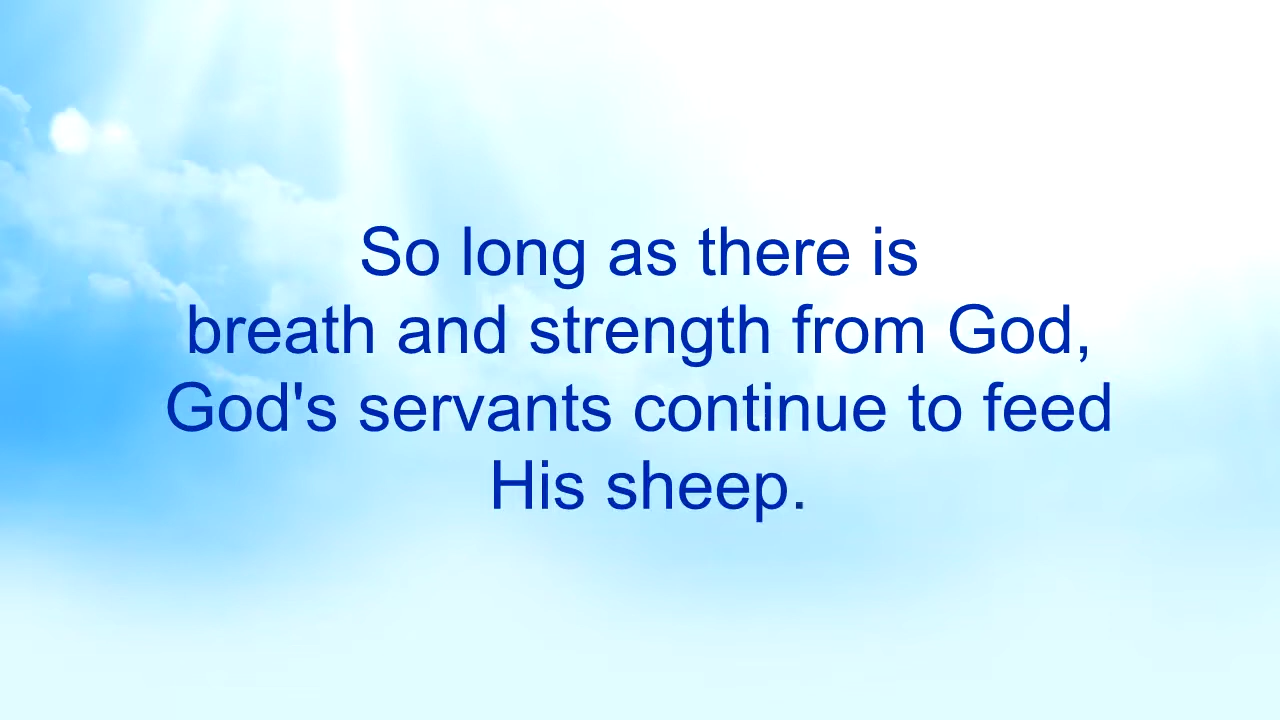 So long as there is
breath and strength from God,
God's servants continue to feed
His sheep.